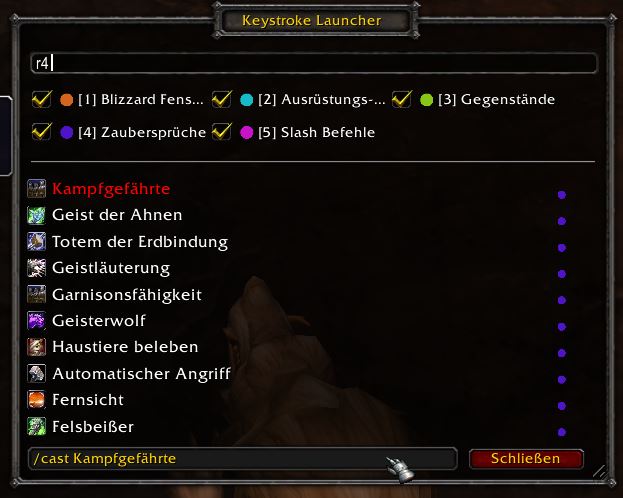 Keystroke Launcher
r4
[1] Blizzard Fens... [2] Ausrüstungs-... [3] Gegenstände
[4] Zaubersprüche [5] Slash Befehle
Kampfgefährte
Geist der Ahnen
Totem der Erdbindung
Geistläuterung
Garnisonsfähigkeit
Geisterwolf
Haustiere beleben
Automatischer Angriff
Fernsicht
Felsbeißer
/cast Kampfgefährte Schließen